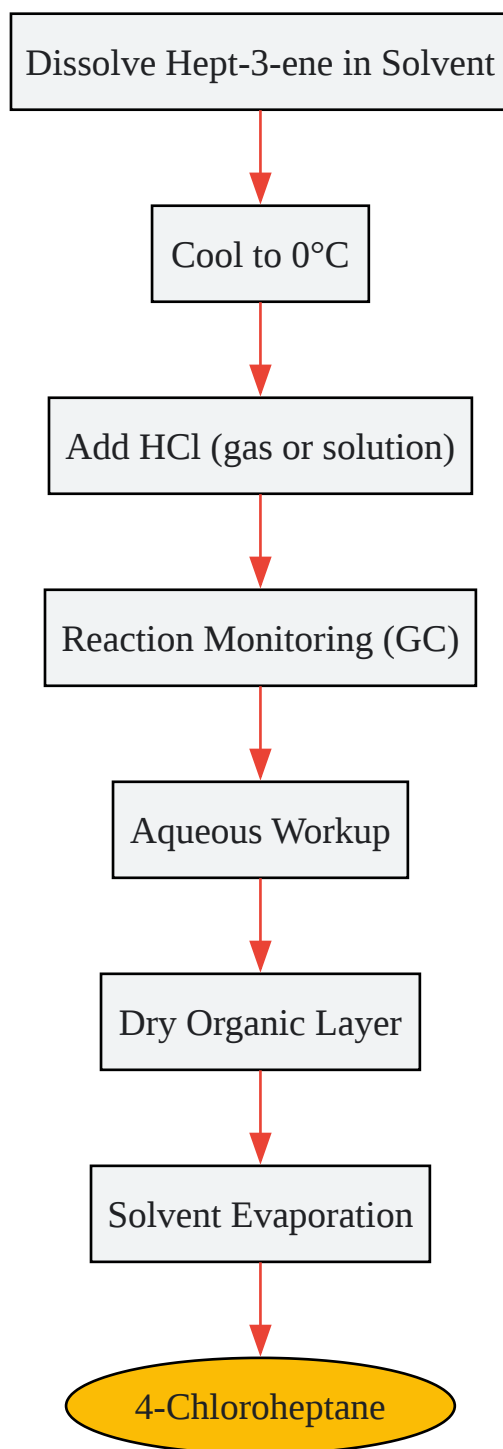 Dissolve Hept-3-ene in Solvent
Cool to 0°C
Add HCl (gas or solution)
Reaction Monitoring (GC)
Aqueous Workup
Dry Organic Layer
Solvent Evaporation
4-Chloroheptane